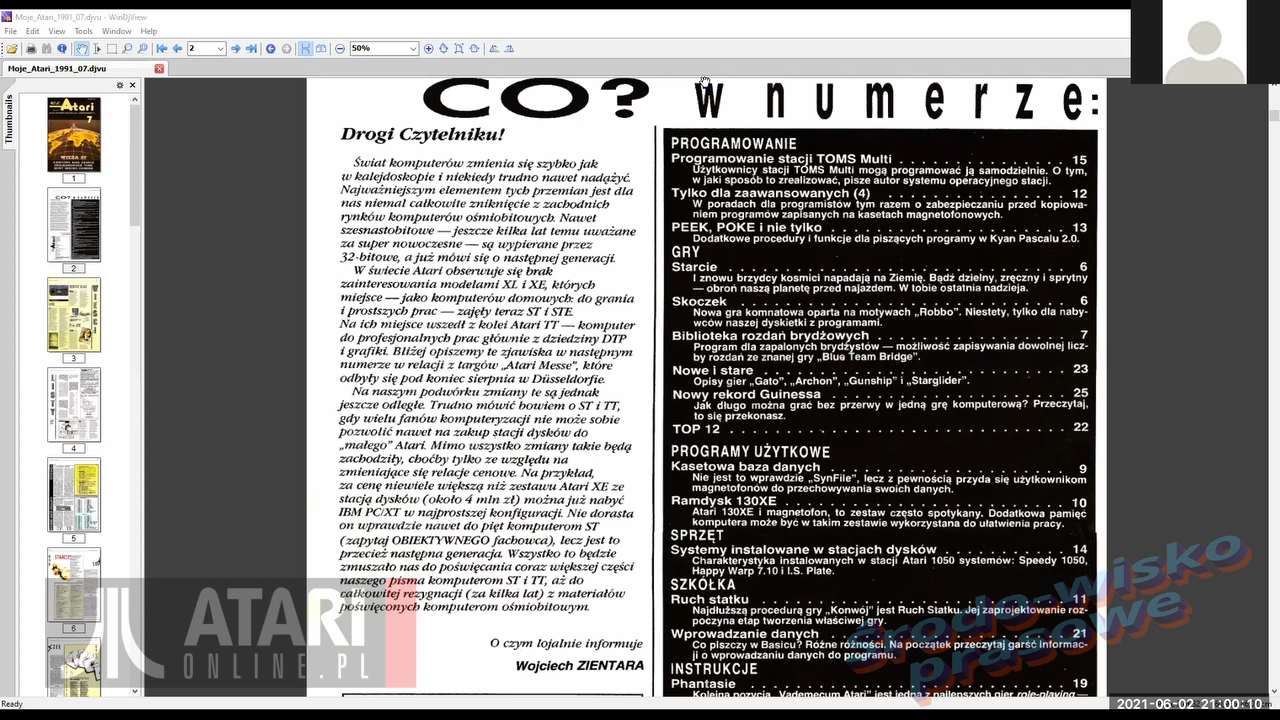 Moje_Atari_1991_07.djvu - WinDjView
File Edit View Tools Window Help
2
50%
Moje_Atari_1991_07.djvu
Thumbnails
1
2
3
4
5
6
CO? w numerze:
Drogi Czytelniku!
Świat komputerów zmienia się szybko jak
w kalejdoskopie i niekiedy trudno nawet nadążyć.
Najważniejszym elementem tych przemian jest dla
nas niemal całkowite zniknięcie z zachodnich
rynków komputerów ośmiobitowych. Nawet
szesnastobitowe — jeszcze kilka lat temu uważane
za super nowoczesne — są wypierane przez
32-bitowe, a już mówi się o następnej generacji.
W świecie Atari obserwuje się brak
zainteresowania modelami XL i XE, których
miejsce — jako komputerów domowych: do grania
i prostszych prac — zajęły teraz ST i STE.
Na ich miejsce wszedł z kolei Atari TT — komputer
do profesjonalnych prac głównie z dziedziny DTP
i grafiki. Bliżej opiszemy te zjawiska w następnym
numerze w relacji z targów „Atari Messe”, które
odbyły się pod koniec sierpnia w Düsseldorfie.
Na naszym podwórku zmiany te są jednak
jeszcze odległe. Trudno mówić bowiem o ST i TT,
gdy wielu fanów komputeryzacji nie może sobie
pozwolić nawet na zakup stacji dysków do
„małego” Atari. Mimo wszystko zmiany takie będą
zachodziły, choćby tylko ze względu na
zmieniające się relacje cenowe. Na przykład,
za cenę niewiele większą niż zestawu Atari XE ze
stacją dysków (około 4 mln zł) można już nabyć
IBM PC/XT w najprostszej konfiguracji. Nie dorasta
on wprawdzie nawet do pięt komputerom ST
(zapytaj OBIEKTYWNEGO fachowca), lecz jest to
przecież następna generacja. Wszystko to będzie
zmuszało nas do poświęcania coraz większej części
naszego pisma komputerom ST i TT, aż do
całkowitej rezygnacji (za kilka lat) z materiałów
poświęconych komputerom ośmiobitowym.
O czym lojalnie informuje
Wojciech ZIENTARA
PROGRAMOWANIE
Programowanie stacji TOMS Multi . . . 15
Użytkownicy stacji TOMS Multi mogą programować ją samodzielnie. O tym,
w jaki sposób to zrealizować, pisze autor systemu operacyjnego stacji.
Tylko dla zaawansowanych (4) . . . 12
W poradach dla programistów tym razem o zabezpieczaniu przed kopiowa-
niem programów zapisanych na kasetach magnetofonowych.
PEEK, POKE i nie tylko . . . 13
Dodatkowe procedury i funkcje dla piszących programy w Kyan Pascalu 2.0.
GRY
Starcie . . . 6
I znowu brzydcy kosmici napadają na Ziemię. Bądź dzielny, zręczny i sprytny
— obroń naszą planetę przed najazdem. W tobie ostatnia nadzieja.
Skoczek . . . 6
Nowa gra komnatowa oparta na motywach „Robbo”. Niestety, tylko dla naby-
wców naszej dyskietki z programami.
Biblioteka rozdań brydżowych . . . 7
Program dla zapalonych brydżystów — możliwość zapisywania dowolnej licz-
by rozdań ze znanej gry „Blue Team Bridge”.
Nowe i stare . . . 23
Opisy gier „Gato”, „Archon”, „Gunship” i „Starglider”.
Nowy rekord Guinessa . . . 25
Jak długo można grać bez przerwy w jedną grę komputerową? Przeczytaj,
to się przekonasz.
TOP 12 . . . 22
PROGRAMY UŻYTKOWE
Kasetowa baza danych . . . 9
Nie jest to wprawdzie „SynFile”, lecz z pewnością przyda się użytkownikom
magnetofonów do przechowywania swoich danych.
Ramdysk 130XE . . . 10
Atari 130XE i magnetofon, to zestaw często spotykany. Dodatkowa pamięć
komputera może być w takim zestawie wykorzystana do ułatwienia pracy.
SPRZĘT
Systemy instalowane w stacjach dysków . . . 14
Charakterystyka instalowanych w stacji Atari 1050 systemów: Speedy 1050,
Happy Warp 7.10 i I.S. Plate.
SZKÓŁKA
Ruch statku . . . 11
Najdłuższą procedurą gry „Konwój” jest Ruch Statku. Jej zaprojektowanie roz-
poczyna etap tworzenia właściwej gry.
Wprowadzanie danych . . . 21
Co piszczy w Basicu? Różne różności. Na początek przeczytaj garść informac-
ji o wprowadzaniu danych do programu.
INSTRUKCJE
Phantasie . . . 19
Kolejna pozycja „Vademecum Atari” jest jedną z najlepszych gier role-playing —
ATARI
ONLINE.PL
środowisko
prasowe
Ready
2021-06-02 21:00:10